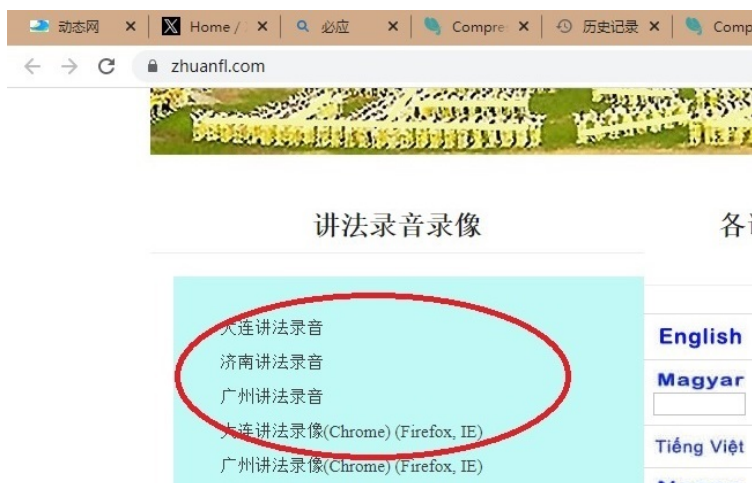 动态网
Home /
必应
Compre
历史记录
Comp
zhuanfl.com
讲法录音录像
各
大连讲法录音
济南讲法录音
广州讲法录音
大连讲法录像(Chrome) (Firefox, IE)
广州讲法录像(Chrome) (Firefox, IE)
English
Magyar
Tiếng Việt